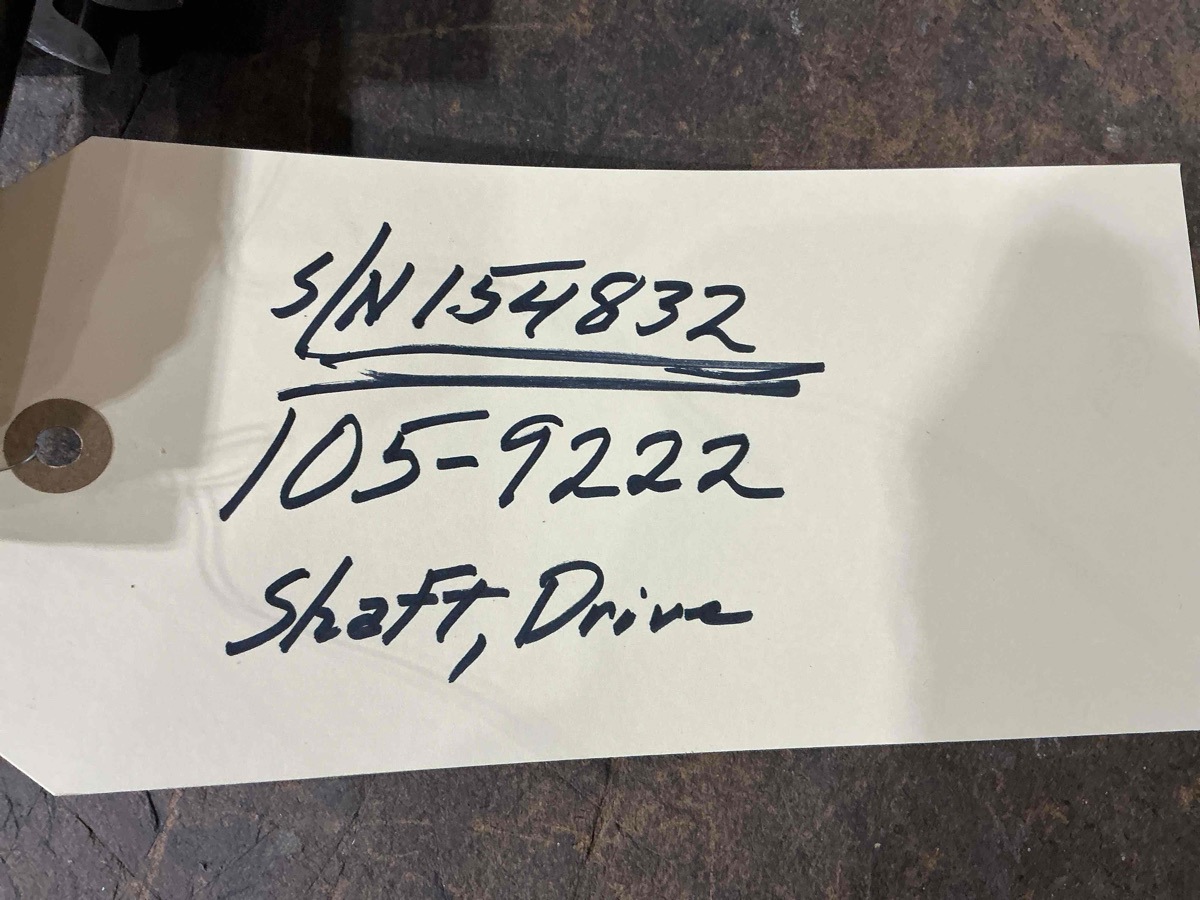 S/N 154832
105-9222
Shaft, Drive